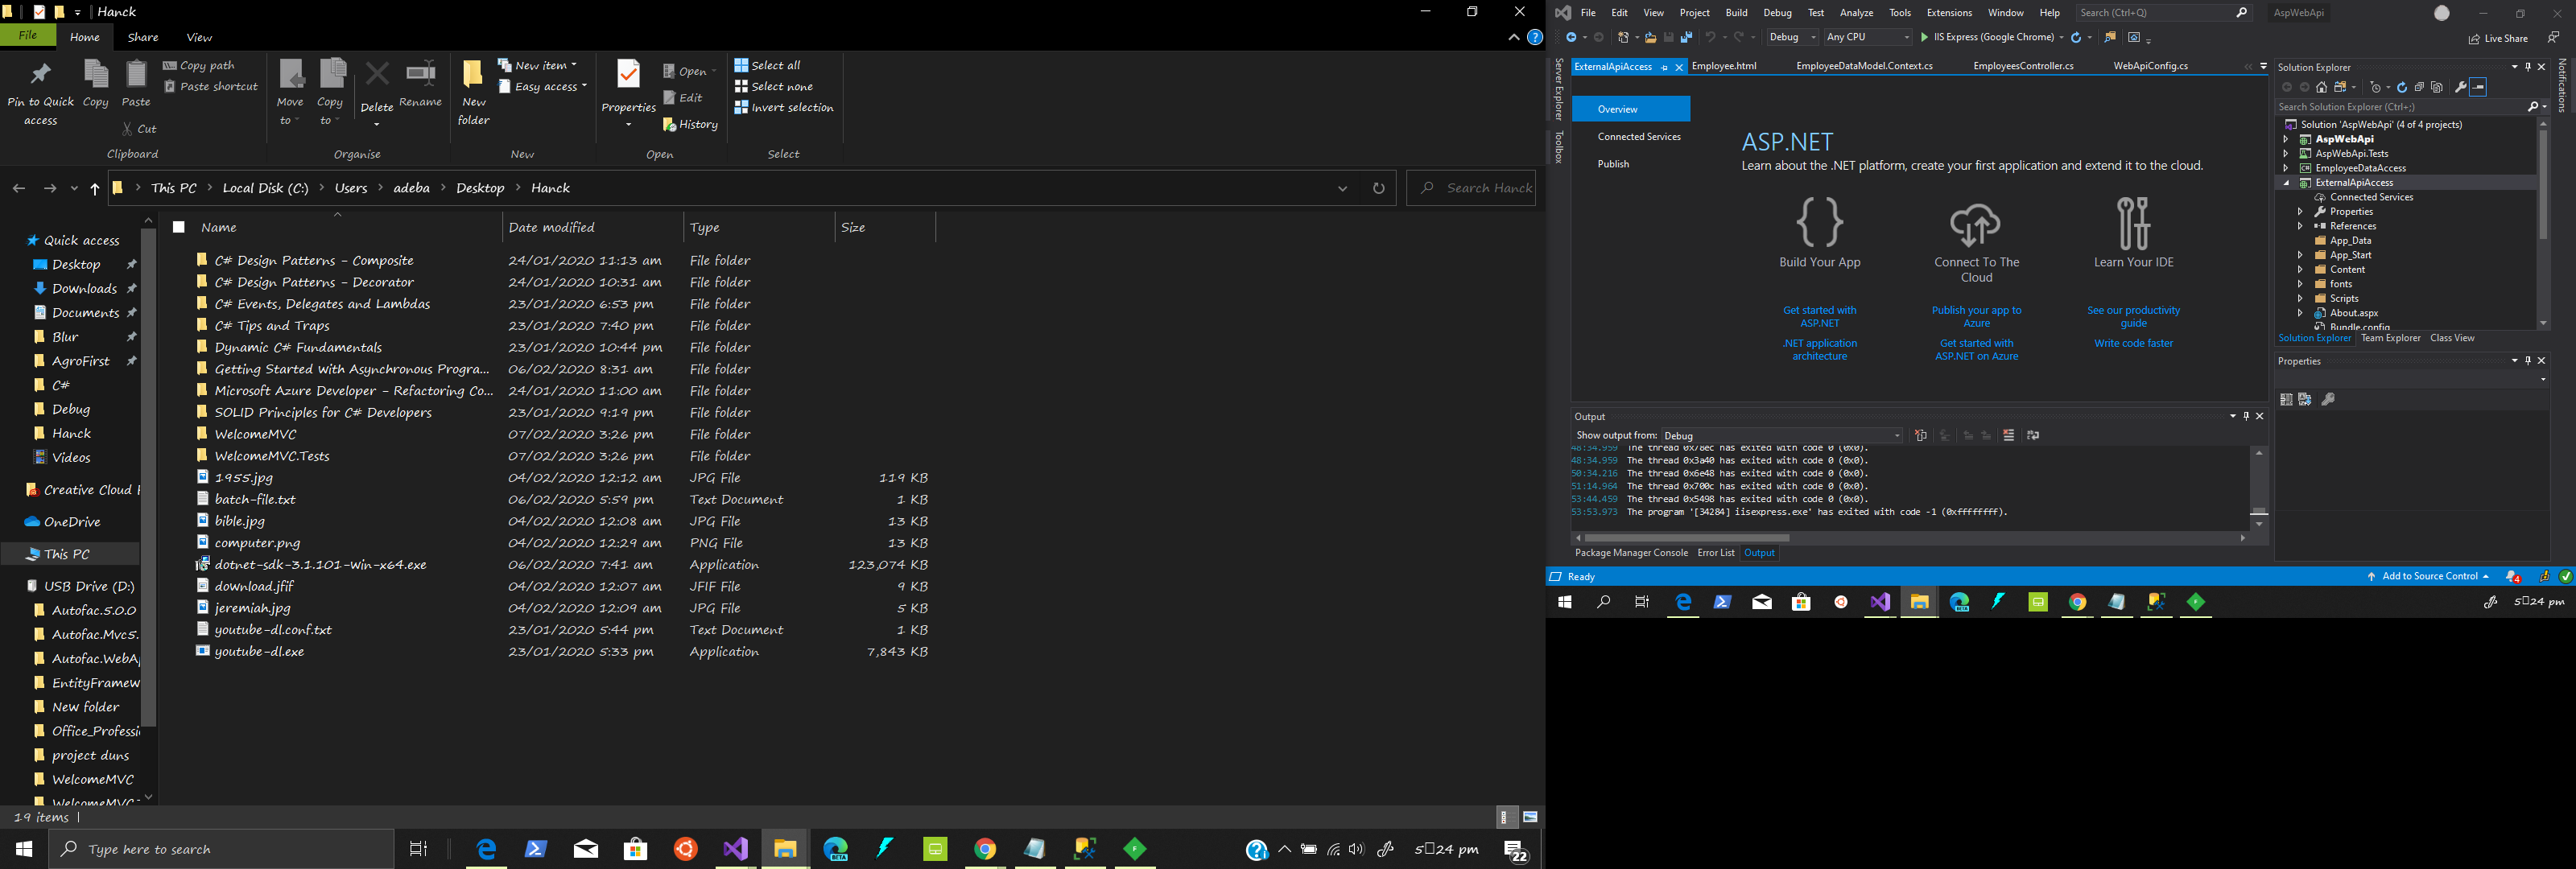 Hanck
File
Home
Share
View
Pin to Quick access
Copy
Paste
Copy path
Paste shortcut
Cut
Clipboard
Move to
Copy to
Delete
Rename
Organise
New folder
New item
Easy access
New
Properties
Open
Edit
History
Open
Select all
Select none
Invert selection
Select
This PC > Local Disk (C:) > Users > adeba > Desktop > Hanck
Search Hanck
Quick access
Desktop
Downloads
Documents
Blur
AgroFirst
C#
Debug
Hanck
Videos
Creative Cloud
OneDrive
This PC
USB Drive (D:)
Autofac.5.0.0
Autofac.Mvc5.
Autofac.WebA
EntityFramew
New folder
Office_Professi
project duns
WelcomeMVC
WelcomeMVC.
Name Date modified Type Size
C# Design Patterns - Composite 24/01/2020 11:13 am File folder
C# Design Patterns - Decorator 24/01/2020 10:31 am File folder
C# Events, Delegates and Lambdas 23/01/2020 6:53 pm File folder
C# Tips and Traps 23/01/2020 7:40 pm File folder
Dynamic C# Fundamentals 23/01/2020 10:44 pm File folder
Getting Started with Asynchronous Progra... 06/02/2020 8:31 am File folder
Microsoft Azure Developer - Refactoring Co... 24/01/2020 11:00 am File folder
SOLID Principles for C# Developers 23/01/2020 9:19 pm File folder
WelcomeMVC 07/02/2020 3:26 pm File folder
WelcomeMVC.Tests 07/02/2020 3:26 pm File folder
1955.jpg 04/02/2020 12:12 am JPG File 119 KB
batch-file.txt 06/02/2020 5:59 pm Text Document 1 KB
bible.jpg 04/02/2020 12:08 am JPG File 13 KB
computer.png 04/02/2020 12:29 am PNG File 13 KB
dotnet-sdk-3.1.101-win-x64.exe 06/02/2020 7:41 am Application 123,074 KB
download.jfif 04/02/2020 12:07 am JFIF File 9 KB
jeremiah.jpg 04/02/2020 12:09 am JPG File 5 KB
youtube-dl.conf.txt 23/01/2020 5:44 pm Text Document 1 KB
youtube-dl.exe 23/01/2020 5:33 pm Application 7,843 KB
19 items
Type here to search
BETA
5▯24 pm
22
File Edit View Project Build Debug Test Analyze Tools Extensions Window Help
Search (Ctrl+Q)
AspWebApi
Debug
Any CPU
IIS Express (Google Chrome)
Live Share
Server Explorer
Toolbox
Notifications
ExternalApiAccess
Employee.html
EmployeeDataModel.Context.cs
EmployeesController.cs
WebApiConfig.cs
Overview
Connected Services
Publish
ASP.NET
Learn about the .NET platform, create your first application and extend it to the cloud.
Build Your App
Get started with ASP.NET
.NET application architecture
Connect To The Cloud
Publish your app to Azure
Get started with ASP.NET on Azure
Learn Your IDE
See our productivity guide
Write code faster
Output
Show output from: Debug
48:34.959 The thread 0x78ec has exited with code 0 (0x0).
48:34.959 The thread 0x3a40 has exited with code 0 (0x0).
50:34.216 The thread 0x6e48 has exited with code 0 (0x0).
51:14.964 The thread 0x700c has exited with code 0 (0x0).
53:44.459 The thread 0x5498 has exited with code 0 (0x0).
53:53.973 The program '[34284] iisexpress.exe' has exited with code -1 (0xffffffff).
Package Manager Console
Error List
Output
Solution Explorer
Search Solution Explorer (Ctrl+;)
Solution 'AspWebApi' (4 of 4 projects)
AspWebApi
AspWebApi.Tests
EmployeeDataAccess
ExternalApiAccess
Connected Services
Properties
References
App_Data
App_Start
Content
fonts
Scripts
About.aspx
Bundle.config
Solution Explorer
Team Explorer
Class View
Properties
Ready
Add to Source Control
4
BETA
5▯24 pm